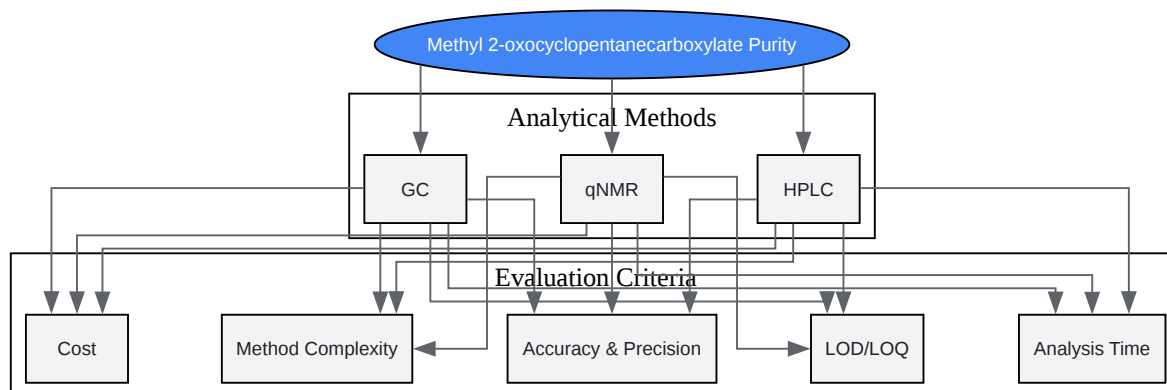 Methyl 2-oxocyclopentanecarboxylate Purity
Analytical Methods
GC
qNMR
HPLC
Evaluation Criteria
Cost
Method Complexity
Accuracy & Precision
LOD/LOQ
Analysis Time